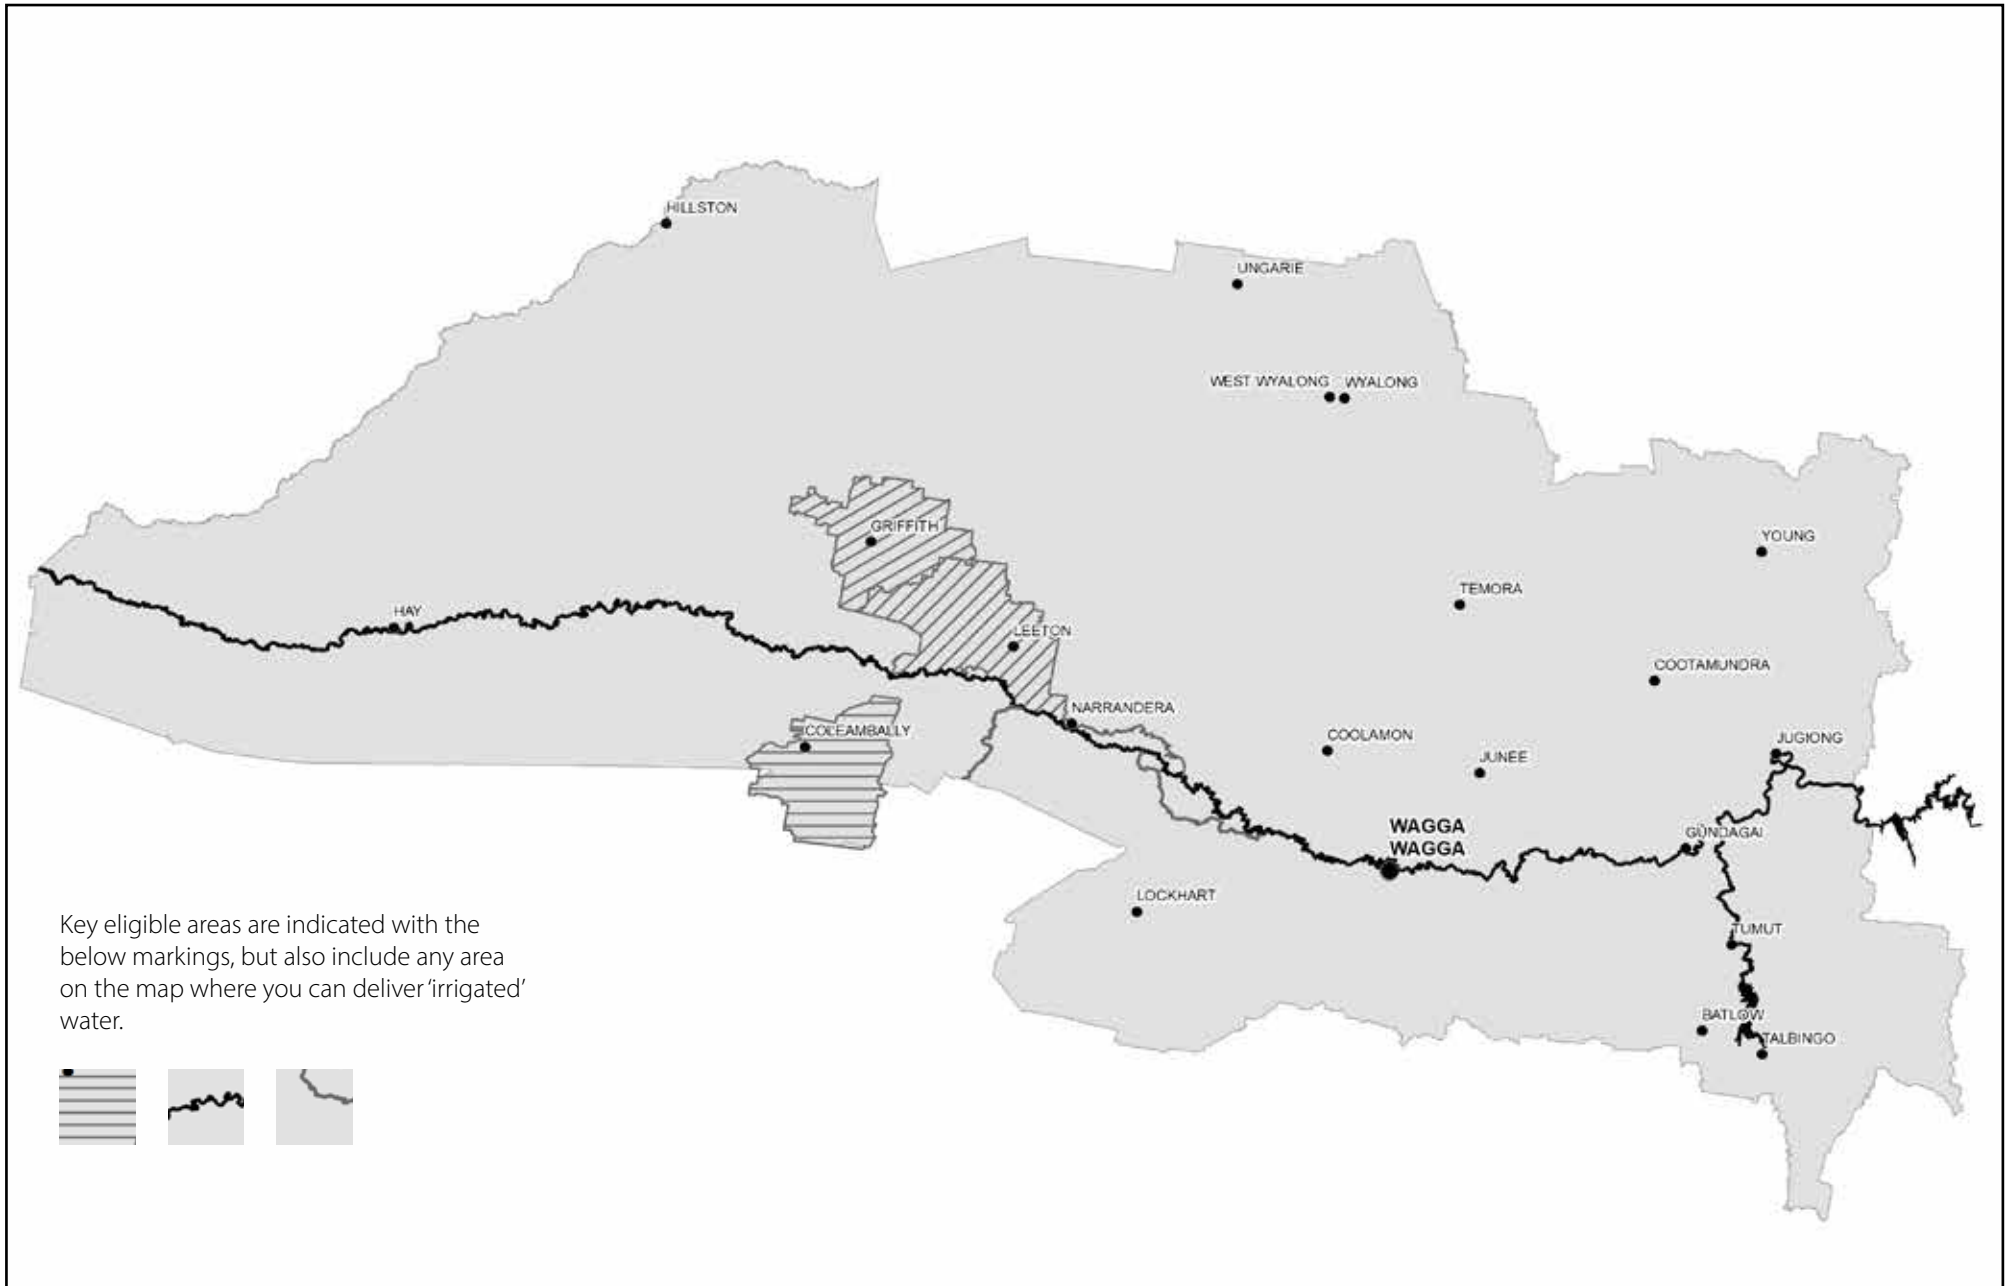 HILLSTON
UNGARIE
WEST WYALONG
WYALONG
GRIFFITH
YOUNG
TEMORA
HAY
LEETON
COOTAMUNDRA
NARRANDERA
COLEAMBALLY
COOLAMON
JUGIONG
JUNEE
WAGGA
WAGGA
GUNDAGAI
LOCKHART
TUMUT
BATLOW
TALBINGO
Key eligible areas are indicated with the
below markings, but also include any area
on the map where you can deliver ‘irrigated’
water.